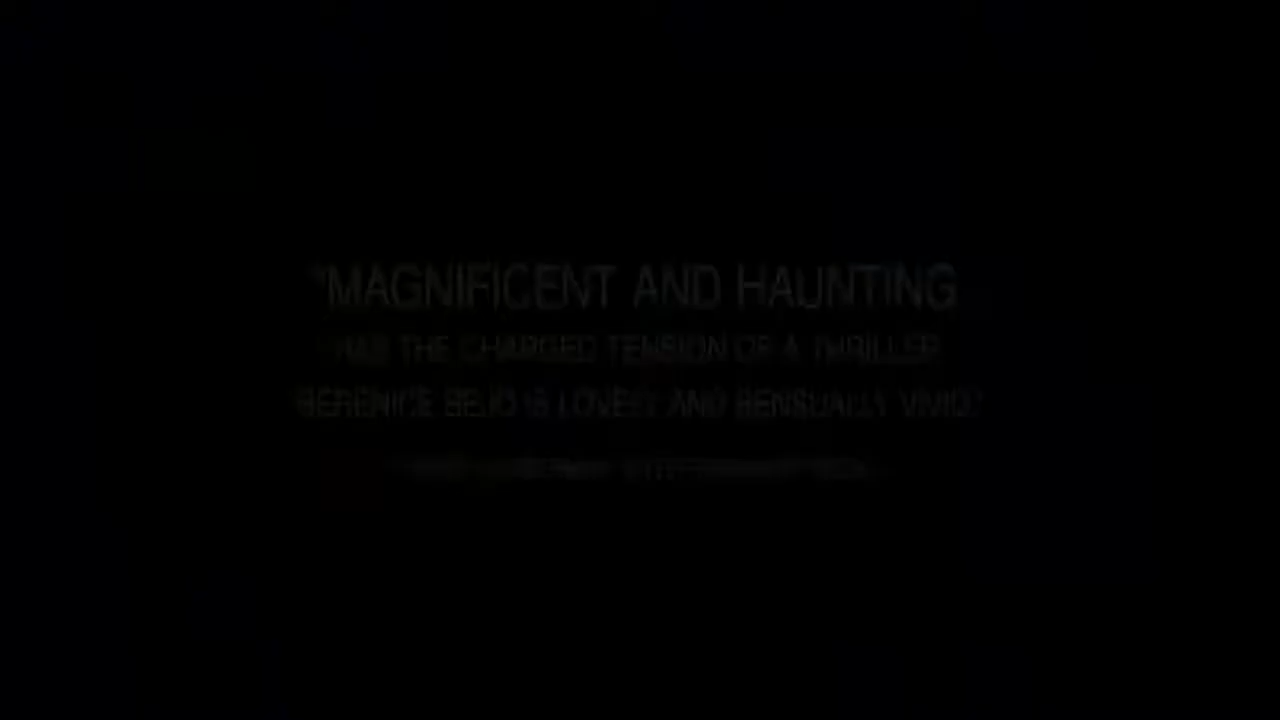 "MAGNIFICENT AND HAUNTING
HAS THE CHARGED TENSION OF A THRILLER
BERENICE BEJO IS LOVELY AND SENSUALLY VIVID."